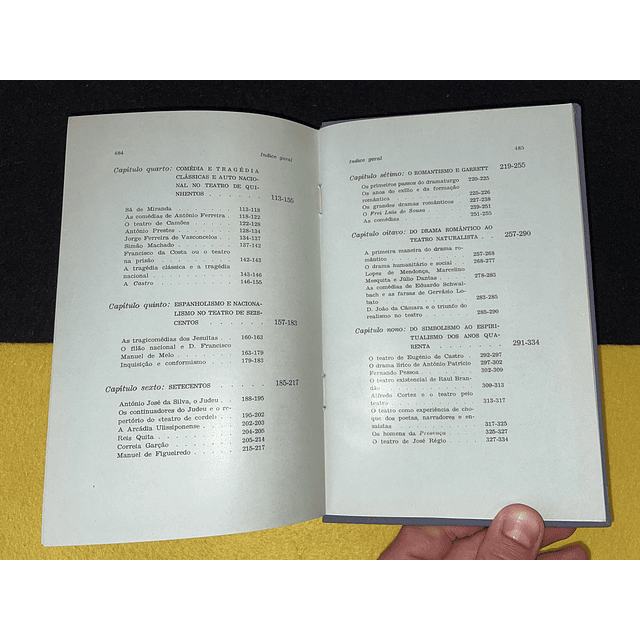 484
Indice geral
Capítulo quarto: COMÉDIA E TRAGÉDIA
CLÁSSICAS E AUTO NACIO-
NAL NO TEATRO DE QUI-
NHENTOS . . . . . . . 113-155
Sá de Miranda . . . . . . . 113-118
As comédias de António Ferreira . 118-122
O teatro de Camões . . . . . 122-128
António Prestes . . . . . . 128-134
Jorge Ferreira de Vasconcelos . . 134-137
Simão Machado . . . . . . 137-142
Francisco da Costa ou o teatro
na prisão . . . . . . . 142-143
A tragédia clássica e a tragédia
nacional . . . . . . . 143-146
A Castro . . . . . . . 146-155
Capítulo quinto: ESPANHOLISMO E NACIONA-
LISMO NO TEATRO DE SEIS-
CENTOS . . . . . . . 157-183
As tragicomédias dos Jesuítas . . 160-163
O filão nacional e D. Francisco
Manuel de Melo . . . . . 163-179
Inquisição e conformismo . . . 179-183
Capítulo sexto: SETECENTOS . . . . . 185-217
António José da Silva, o Judeu . . 188-195
Os continuadores do Judeu e o re-
pertório do «teatro de cordel» . 195-202
A Arcádia Ulissiponense . . . . 202-203
Reis Quita . . . . . . . 204-205
Correia Garção . . . . . . 205-214
Manuel de Figueiredo . . . . . 215-217
485
Indice geral
Capítulo sétimo: O ROMANTISMO E GARRETT 219-255
Os primeiros passos do dramaturgo 220-225
Os anos do exílio e da formação
romântica . . . . . . . 225-226
Os grandes dramas românticos . . 227-238
O Frei Luís de Sousa . . . . . 239-251
As comédias . . . . . . . 251-255
Capítulo oitavo: DO DRAMA ROMÂNTICO AO
TEATRO NATURALISTA . . 257-290
A primeira maneira do drama ro-
mântico . . . . . . . 257-268
O drama humanitário e social . . 268-277
Lopes de Mendonça, Marcelino
Mesquita e Júlio Dantas . . . 278-283
As comédias de Eduardo Schwal-
bach e as farsas de Gervásio Lo-
bato . . . . . . . . 283-285
D. João da Câmara e o triunfo do
realismo no teatro . . . . 285-290
Capítulo nono: DO SIMBOLISMO AO ESPIRI-
TUALISMO DOS ANOS QUA-
RENTA . . . . . . . 291-334
O teatro de Eugénio de Castro . . 292-297
O drama lírico de António Patrício 297-302
Fernando Pessoa . . . . . . 302-309
O teatro existencial de Raul Bran-
dão . . . . . . . . 309-313
Alfredo Cortez e o teatro pelo
teatro . . . . . . . . 313-317
O teatro como experiência de cho-
que dos poetas, narradores e en-
saístas . . . . . . . . 317-325
Os homens da Presença . . . . 325-327
O teatro de José Régio . . . . 327-334